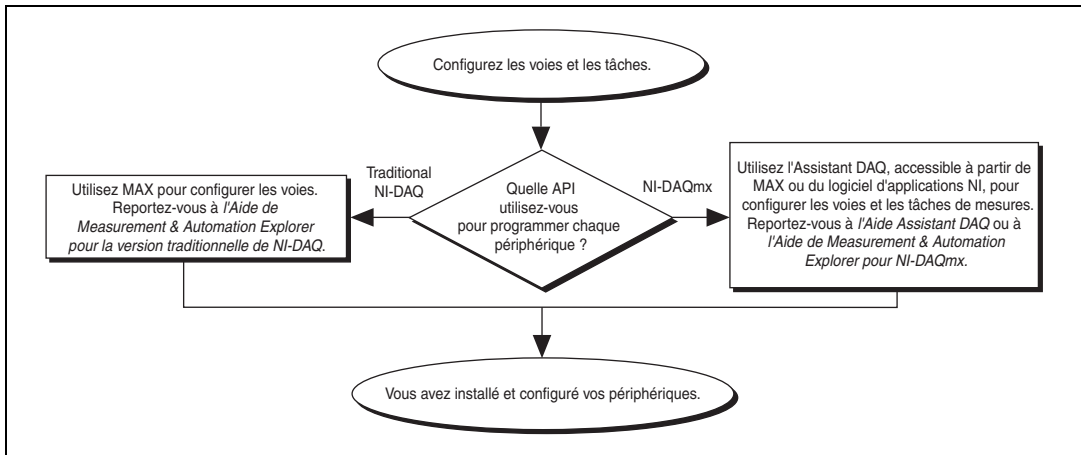 Configurez les voies et les tâches.
Traditional
NI-DAQ
Quelle API
utilisez-vous
pour programmer chaque
périphérique ?
NI-DAQmx
Utilisez MAX pour configurer les voies.
Reportez-vous à l'Aide de
Measurement & Automation Explorer
pour la version traditionnelle de NI-DAQ.
Utilisez l'Assistant DAQ, accessible à partir de
MAX ou du logiciel d'applications NI, pour
configurer les voies et les tâches de mesures.
Reportez-vous à l'Aide Assistant DAQ ou à
l'Aide de Measurement & Automation
Explorer pour NI-DAQmx.
Vous avez installé et configuré vos périphériques.